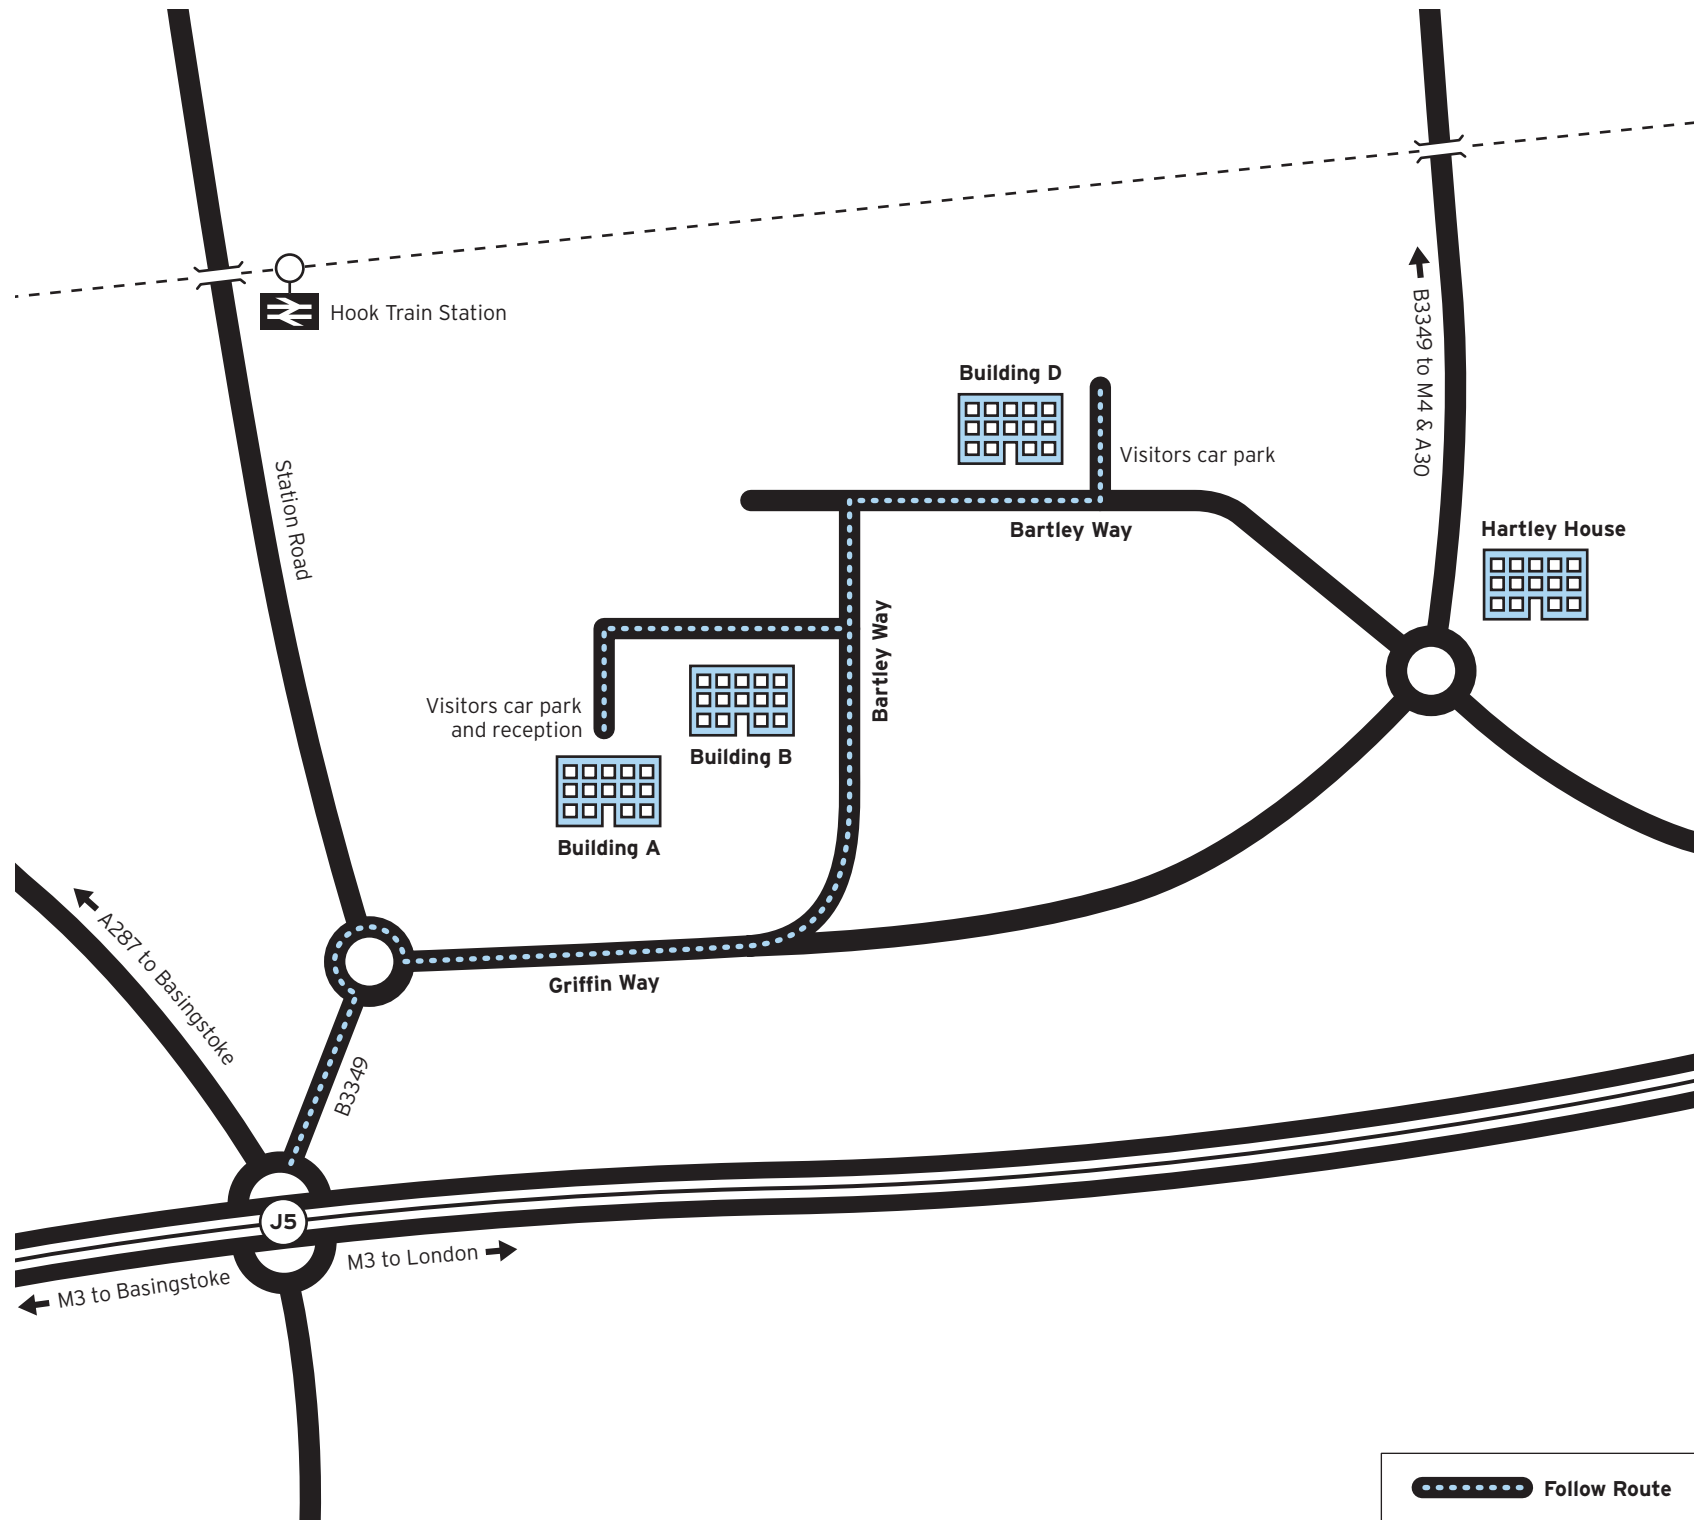 Hook Train Station
B3349 to M4 & A30
Building D
Visitors car park
Station Road
Bartley Way
Hartley House
Bartley Way
Visitors car park
and reception
Building B
Building A
A287 to Basingstoke
Griffin Way
B3349
J5
M3 to London
M3 to Basingstoke
Follow Route